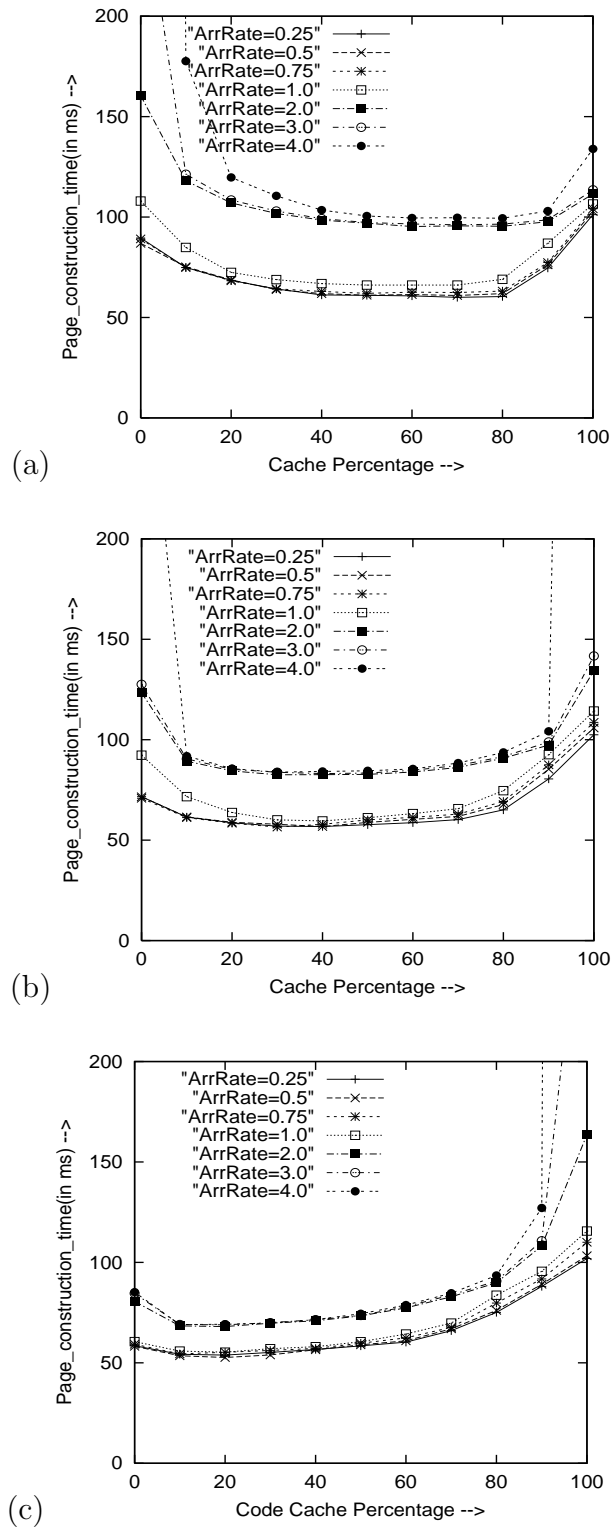 200
150
100
50
0
0 20 40 60 80 100
Page_construction_time(in ms) -->
Cache Percentage -->
"ArrRate=0.25"
"ArrRate=0.5"
"ArrRate=0.75"
"ArrRate=1.0"
"ArrRate=2.0"
"ArrRate=3.0"
"ArrRate=4.0"
(a)
200
150
100
50
0
0 20 40 60 80 100
Page_construction_time(in ms) -->
Cache Percentage -->
"ArrRate=0.25"
"ArrRate=0.5"
"ArrRate=0.75"
"ArrRate=1.0"
"ArrRate=2.0"
"ArrRate=3.0"
"ArrRate=4.0"
(b)
200
150
100
50
0
0 20 40 60 80 100
Page_construction_time(in ms) -->
Code Cache Percentage -->
"ArrRate=0.25"
"ArrRate=0.5"
"ArrRate=0.75"
"ArrRate=1.0"
"ArrRate=2.0"
"ArrRate=3.0"
"ArrRate=4.0"
(c)